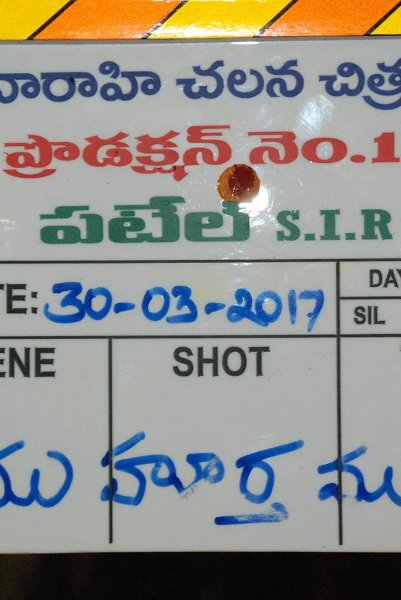 వారాహి చలన చిత్ర
ప్రొడక్షన్ నెం.1
పటేల్ S.I.R
TE: 30-03-2017 DAY
SIL
ENE SHOT
ము హూర్త ము